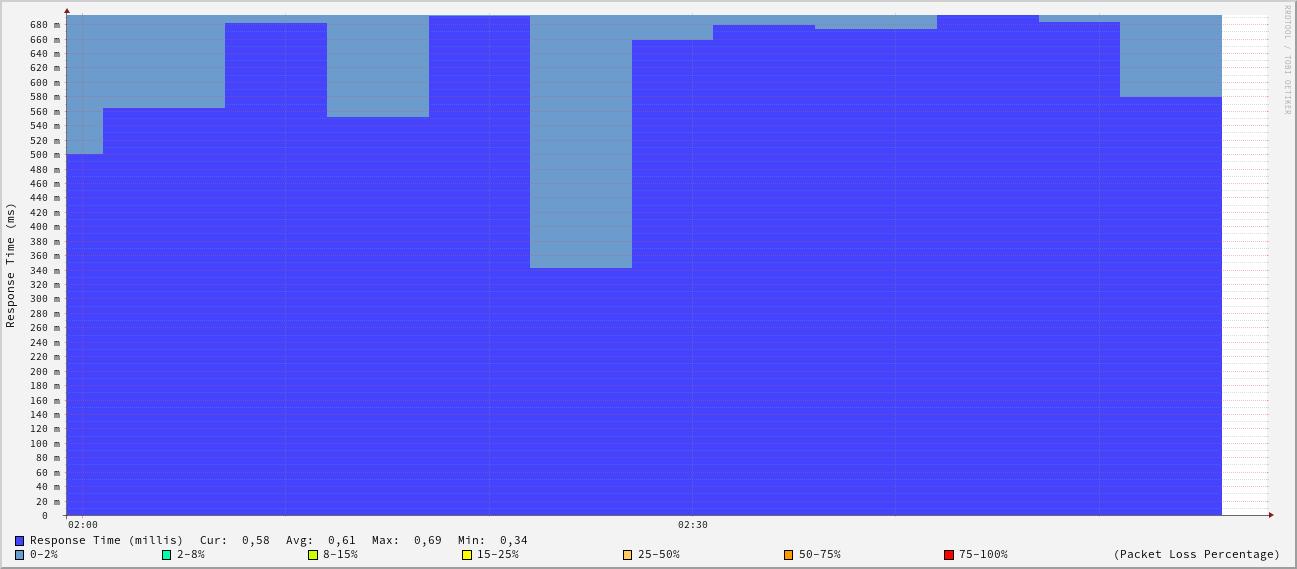 RRDTOOL / TOBI OETIKER
Response Time (ms)
680 m
660 m
640 m
620 m
600 m
580 m
560 m
540 m
520 m
500 m
480 m
460 m
440 m
420 m
400 m
380 m
360 m
340 m
320 m
300 m
280 m
260 m
240 m
220 m
200 m
180 m
160 m
140 m
120 m
100 m
80 m
60 m
40 m
20 m
0
02:00 02:30
Response Time (millis) Cur: 0,58 Avg: 0,61 Max: 0,69 Min: 0,34
0-2% 2-8% 8-15% 15-25% 25-50% 50-75% 75-100% (Packet Loss Percentage)